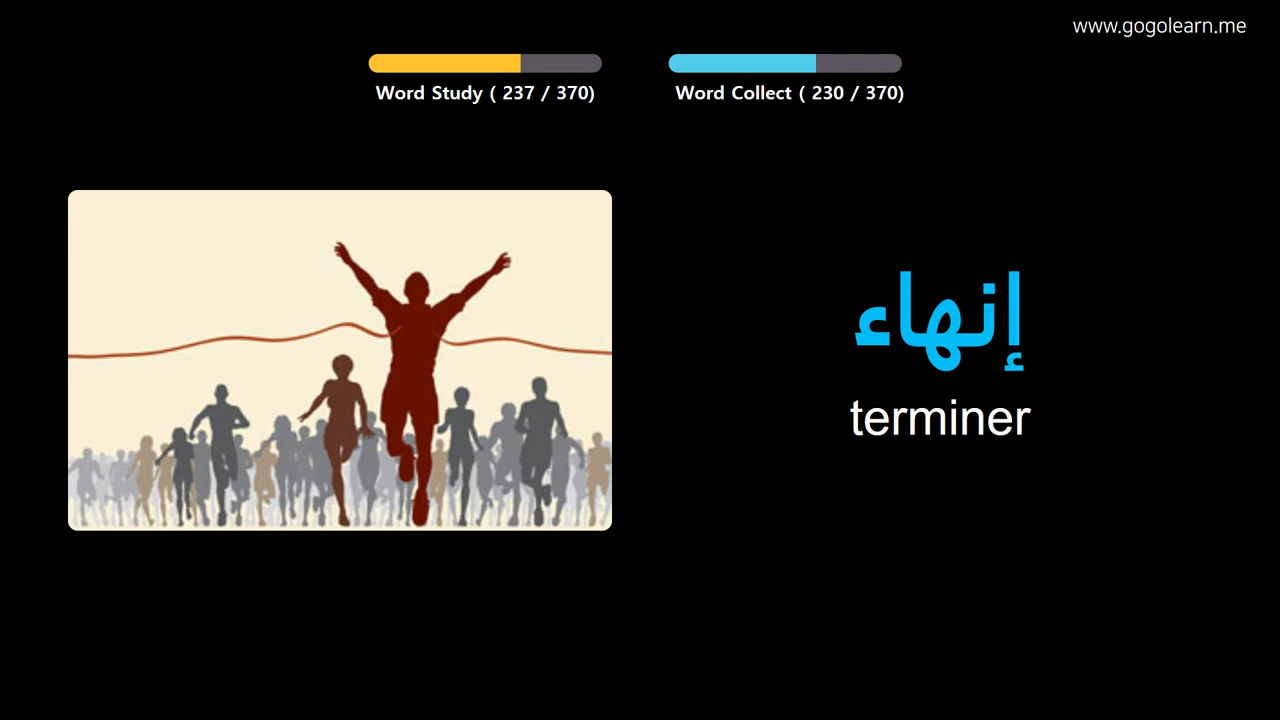 www.gogolearn.me
Word Study ( 237 / 370)
Word Collect ( 230 / 370)
إنهاء
terminer